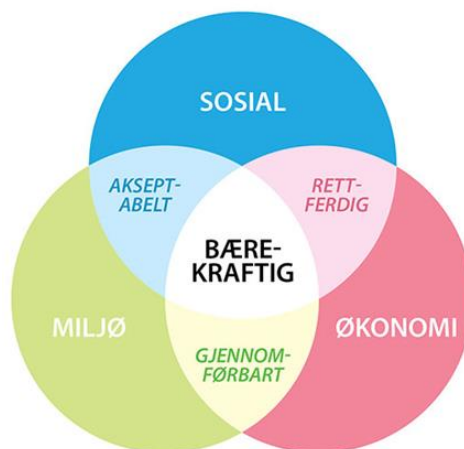 SOSIAL
AKSEPT-
ABELT
RETT-
FERDIG
BÆRE-
KRAFTIG
MILJØ
ØKONOMI
GJENNOM-
FØRBART